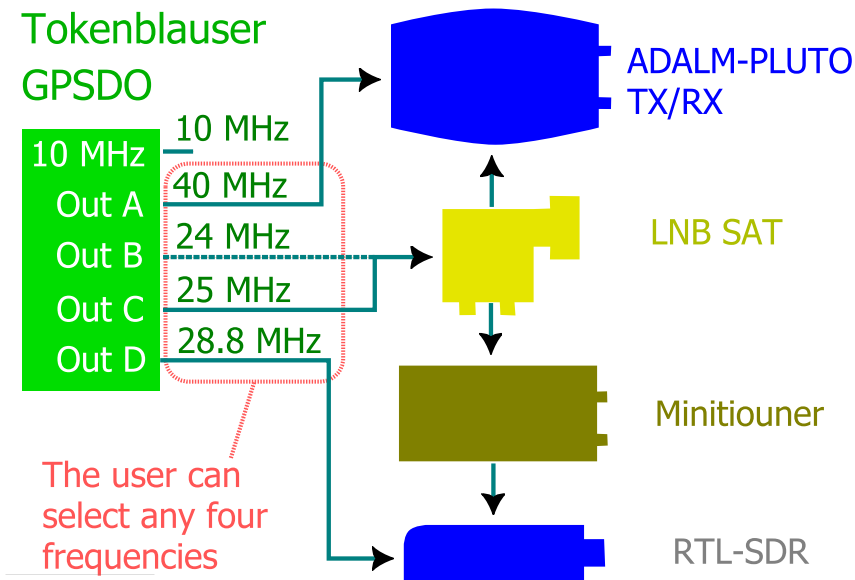 Tokenblauser
GPSDO
10 MHz
10 MHz
Out A
40 MHz
Out B
24 MHz
Out C
25 MHz
Out D
28.8 MHz
The user can
select any four
frequencies
ADALM-PLUTO
TX/RX
LNB SAT
Minitiouner
RTL-SDR